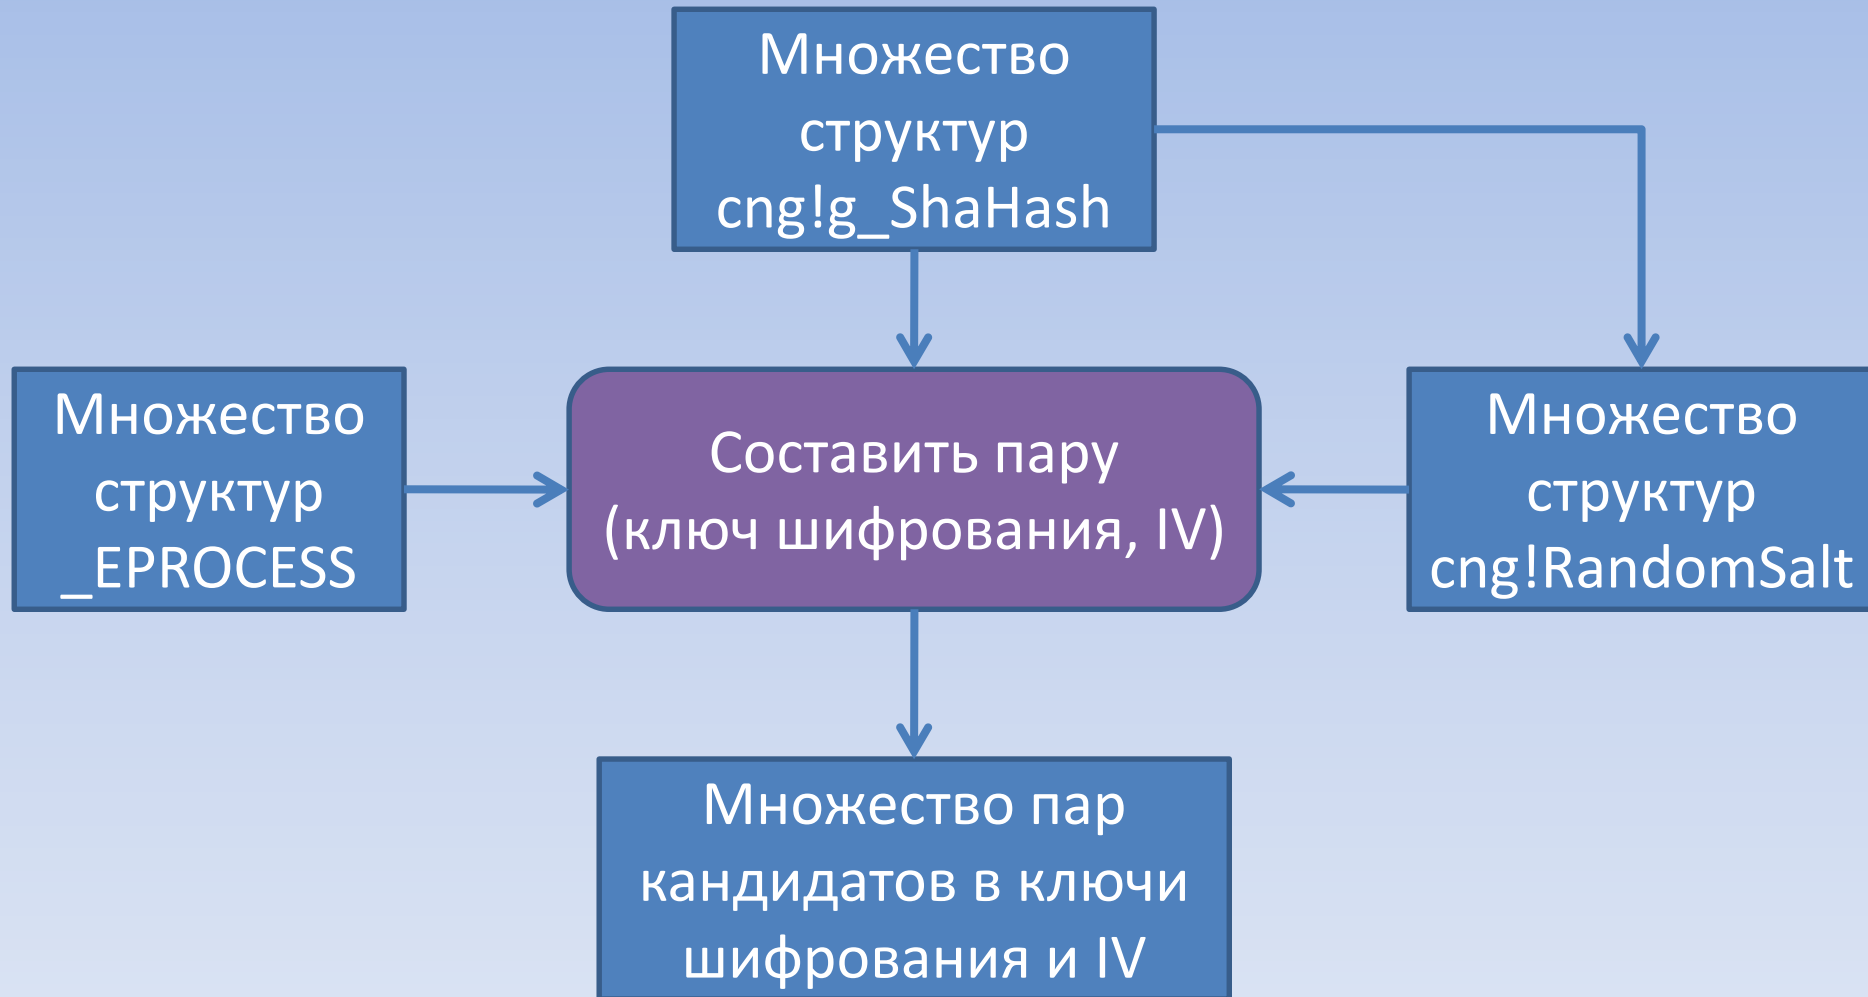 Множество
структур
cng!g_ShaHash
Множество
структур
_EPROCESS
Составить пару
(ключ шифрования, IV)
Множество
структур
cng!RandomSalt
Множество пар
кандидатов в ключи
шифрования и IV